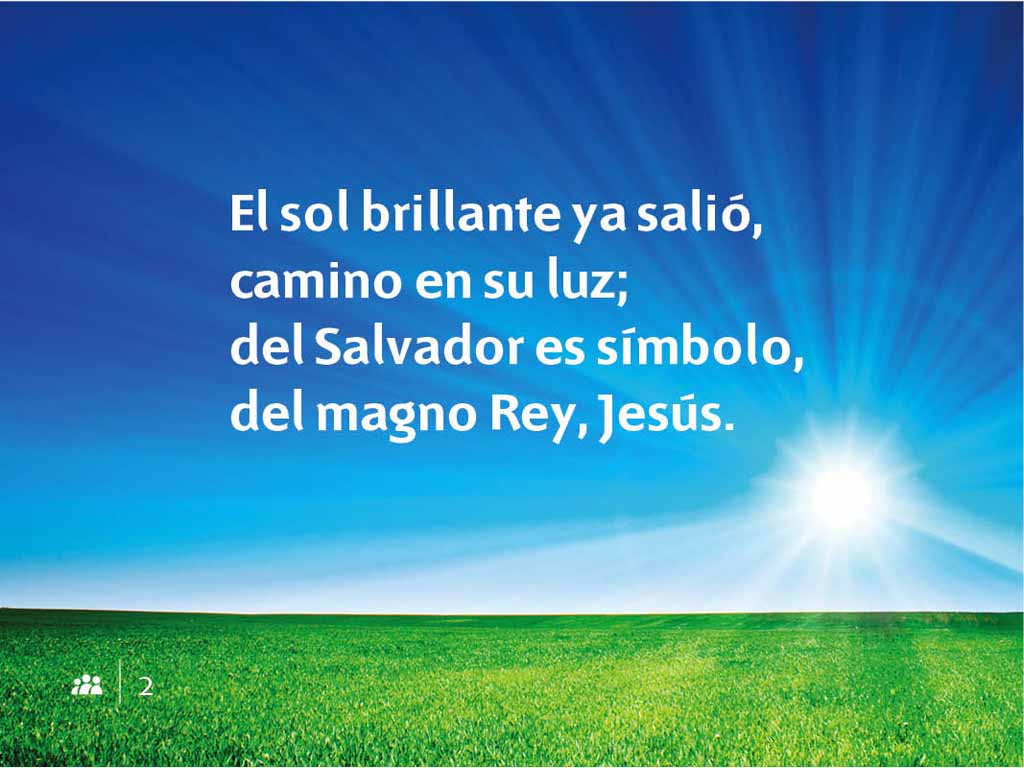 El sol brillante ya salió,
camino en su luz;
del Salvador es símbolo,
del magno Rey, Jesús.
2